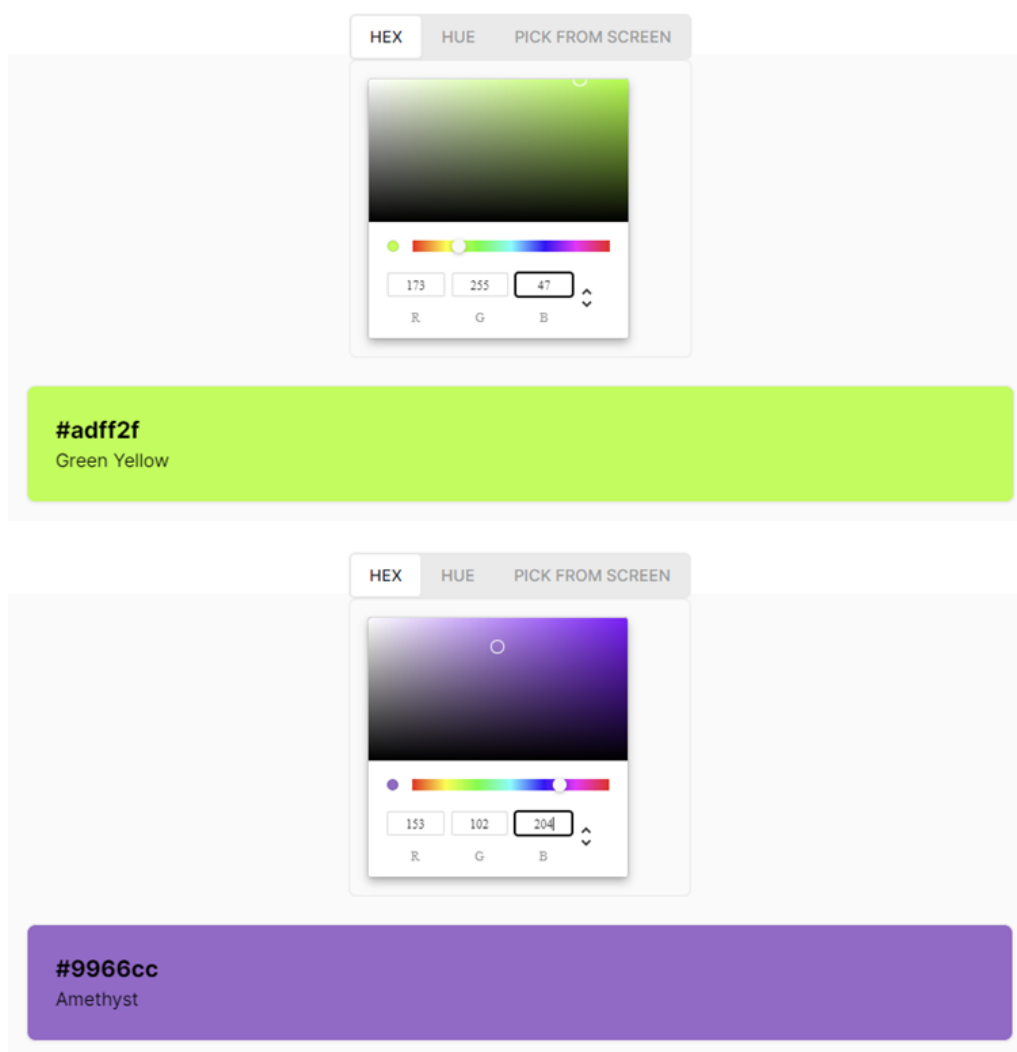 HEX HUE PICK FROM SCREEN
173 255 47
R G B
#adff2f
Green Yellow
HEX HUE PICK FROM SCREEN
153 102 204
R G B
#9966cc
Amethyst